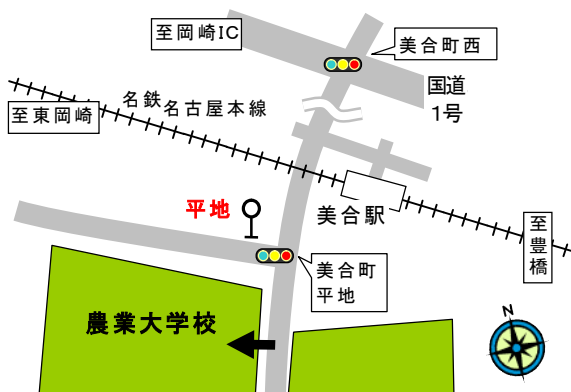 至岡崎IC
美合町西
国道
1号
名鉄名古屋本線
至東岡崎
平地
美合駅
至豊橋
美合町
平地
農業大学校
N